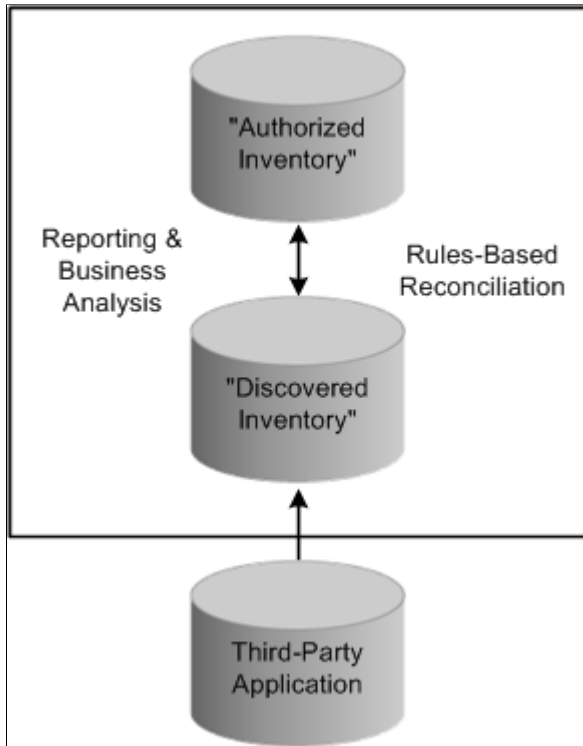 "Authorized
Inventory"
Reporting &
Business
Analysis
Rules-Based
Reconciliation
"Discovered
Inventory"
Third-Party
Application